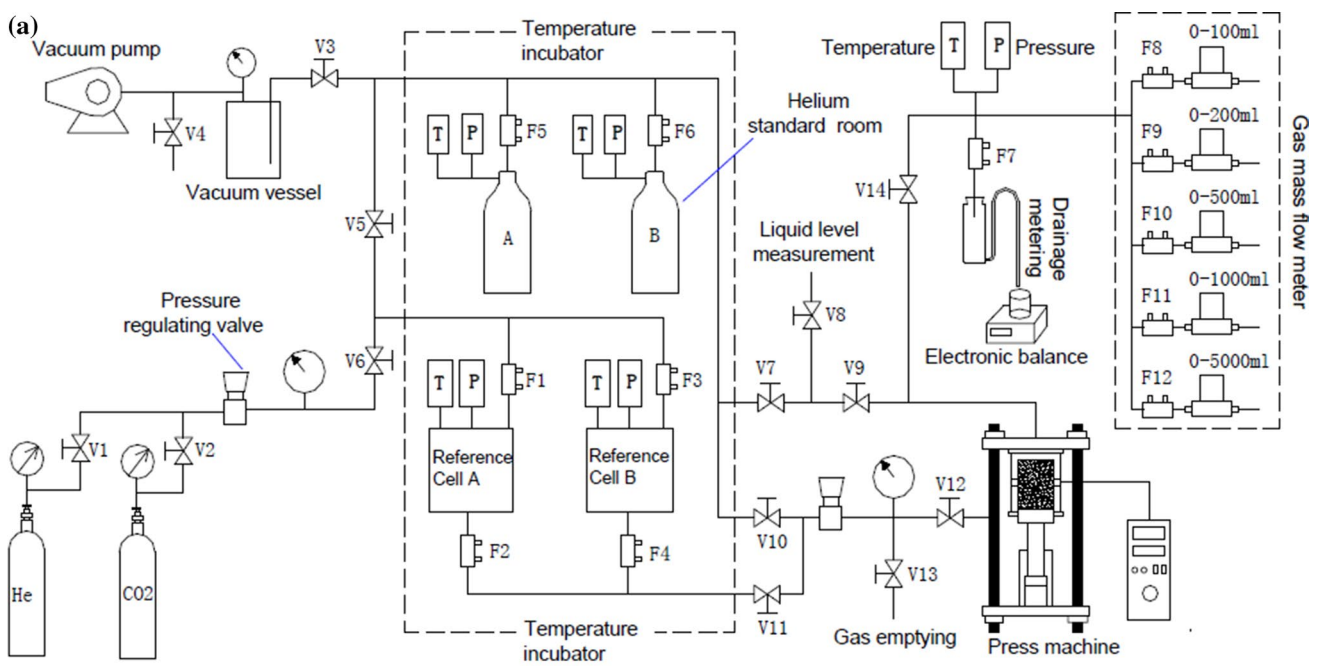 (a)
Vacuum pump
V4
Vacuum vessel
V3
Temperature
incubator
T P F5
T P F6
A
B
Helium
standard room
V5
Pressure
regulating valve
V6
V1
V2
He
CO2
T P F1
T P F3
Reference
Cell A
Reference
Cell B
F2
F4
Temperature
incubator
Temperature T P Pressure
F7
V14
Drainage
metering
Electronic balance
Liquid level
measurement
V8
V7
V9
V10
V11
V12
V13
Gas emptying
Press machine
F8 0-100ml
F9 0-200ml
F10 0-500ml
F11 0-1000ml
F12 0-5000ml
Gas mass flow meter